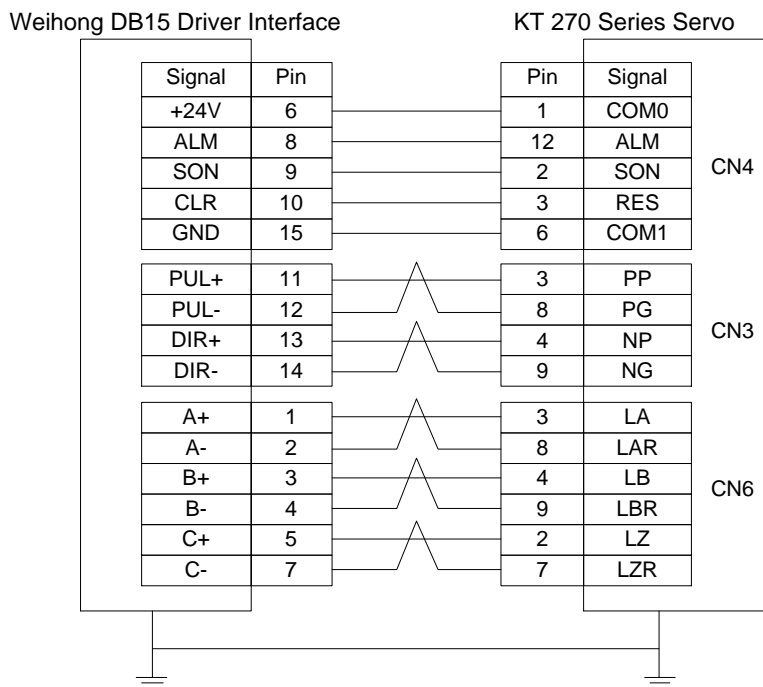 Weihong DB15 Driver Interface KT 270 Series Servo
Signal Pin Pin Signal
+24V 6 1 COM0
ALM 8 12 ALM
SON 9 2 SON CN4
CLR 10 3 RES
GND 15 6 COM1
PUL+ 11 3 PP
PUL- 12 8 PG
DIR+ 13 4 NP CN3
DIR- 14 9 NG
A+ 1 3 LA
A- 2 8 LAR
B+ 3 4 LB CN6
B- 4 9 LBR
C+ 5 2 LZ
C- 7 7 LZR